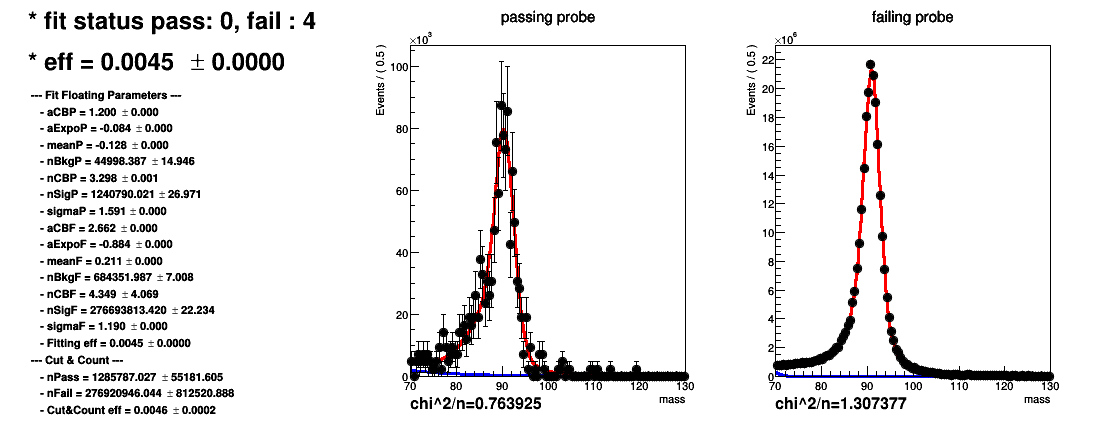 * fit status pass: 0, fail : 4
* eff = 0.0045 ± 0.0000
--- Fit Floating Parameters ---
- aCBP = 1.200 ± 0.000
- aExpoP = -0.084 ± 0.000
- meanP = -0.128 ± 0.000
- nBkgP = 44998.387 ± 14.946
- nCBP = 3.298 ± 0.001
- nSigP = 1240790.021 ± 26.971
- sigmaP = 1.591 ± 0.000
- aCBF = 2.662 ± 0.000
- aExpoF = -0.884 ± 0.000
- meanF = 0.211 ± 0.000
- nBkgF = 684351.987 ± 7.008
- nCBF = 4.349 ± 4.069
- nSigF = 276693813.420 ± 22.234
- sigmaF = 1.190 ± 0.000
- Fitting eff = 0.0045 ± 0.0000
--- Cut & Count ---
- nPass = 1285787.027 ± 55181.605
- nFail = 276920946.044 ± 812520.888
- Cut&Count eff = 0.0046 ± 0.0002
passing probe
×10³
Events / ( 0.5 )
100
80
60
40
20
0
70 80 90 100 110 120 130
mass
chi^2/n=0.763925
failing probe
×10⁶
Events / ( 0.5 )
22
20
18
16
14
12
10
8
6
4
2
0
70 80 90 100 110 120 130
mass
chi^2/n=1.307377